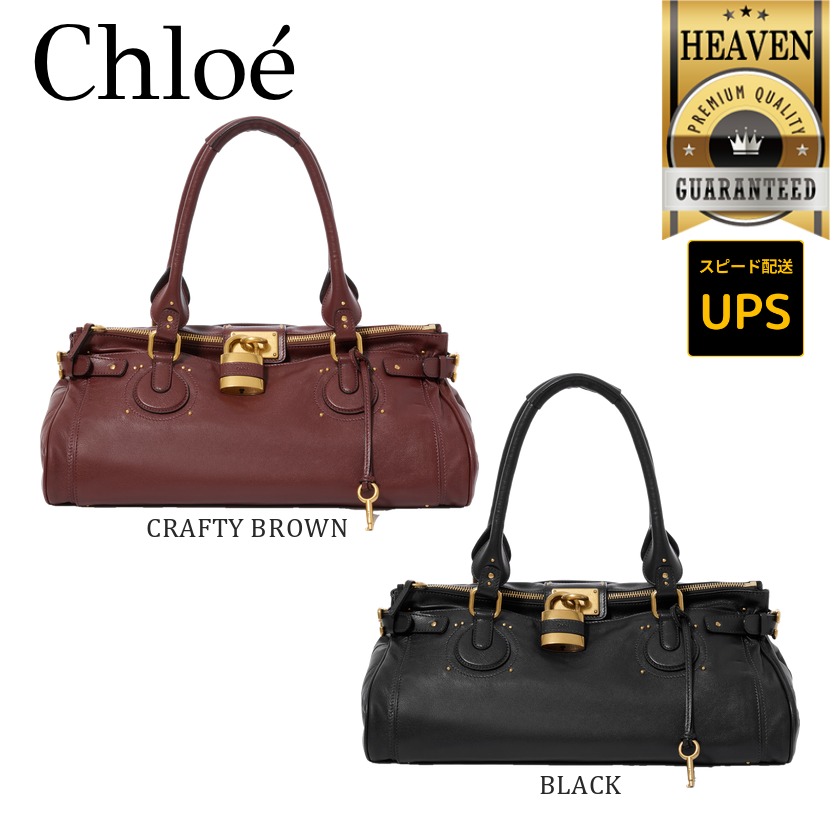 Chloé
HEAVEN
PREMIUM QUALITY
GUARANTEED
スピード配送
UPS
CRAFTY BROWN
BLACK